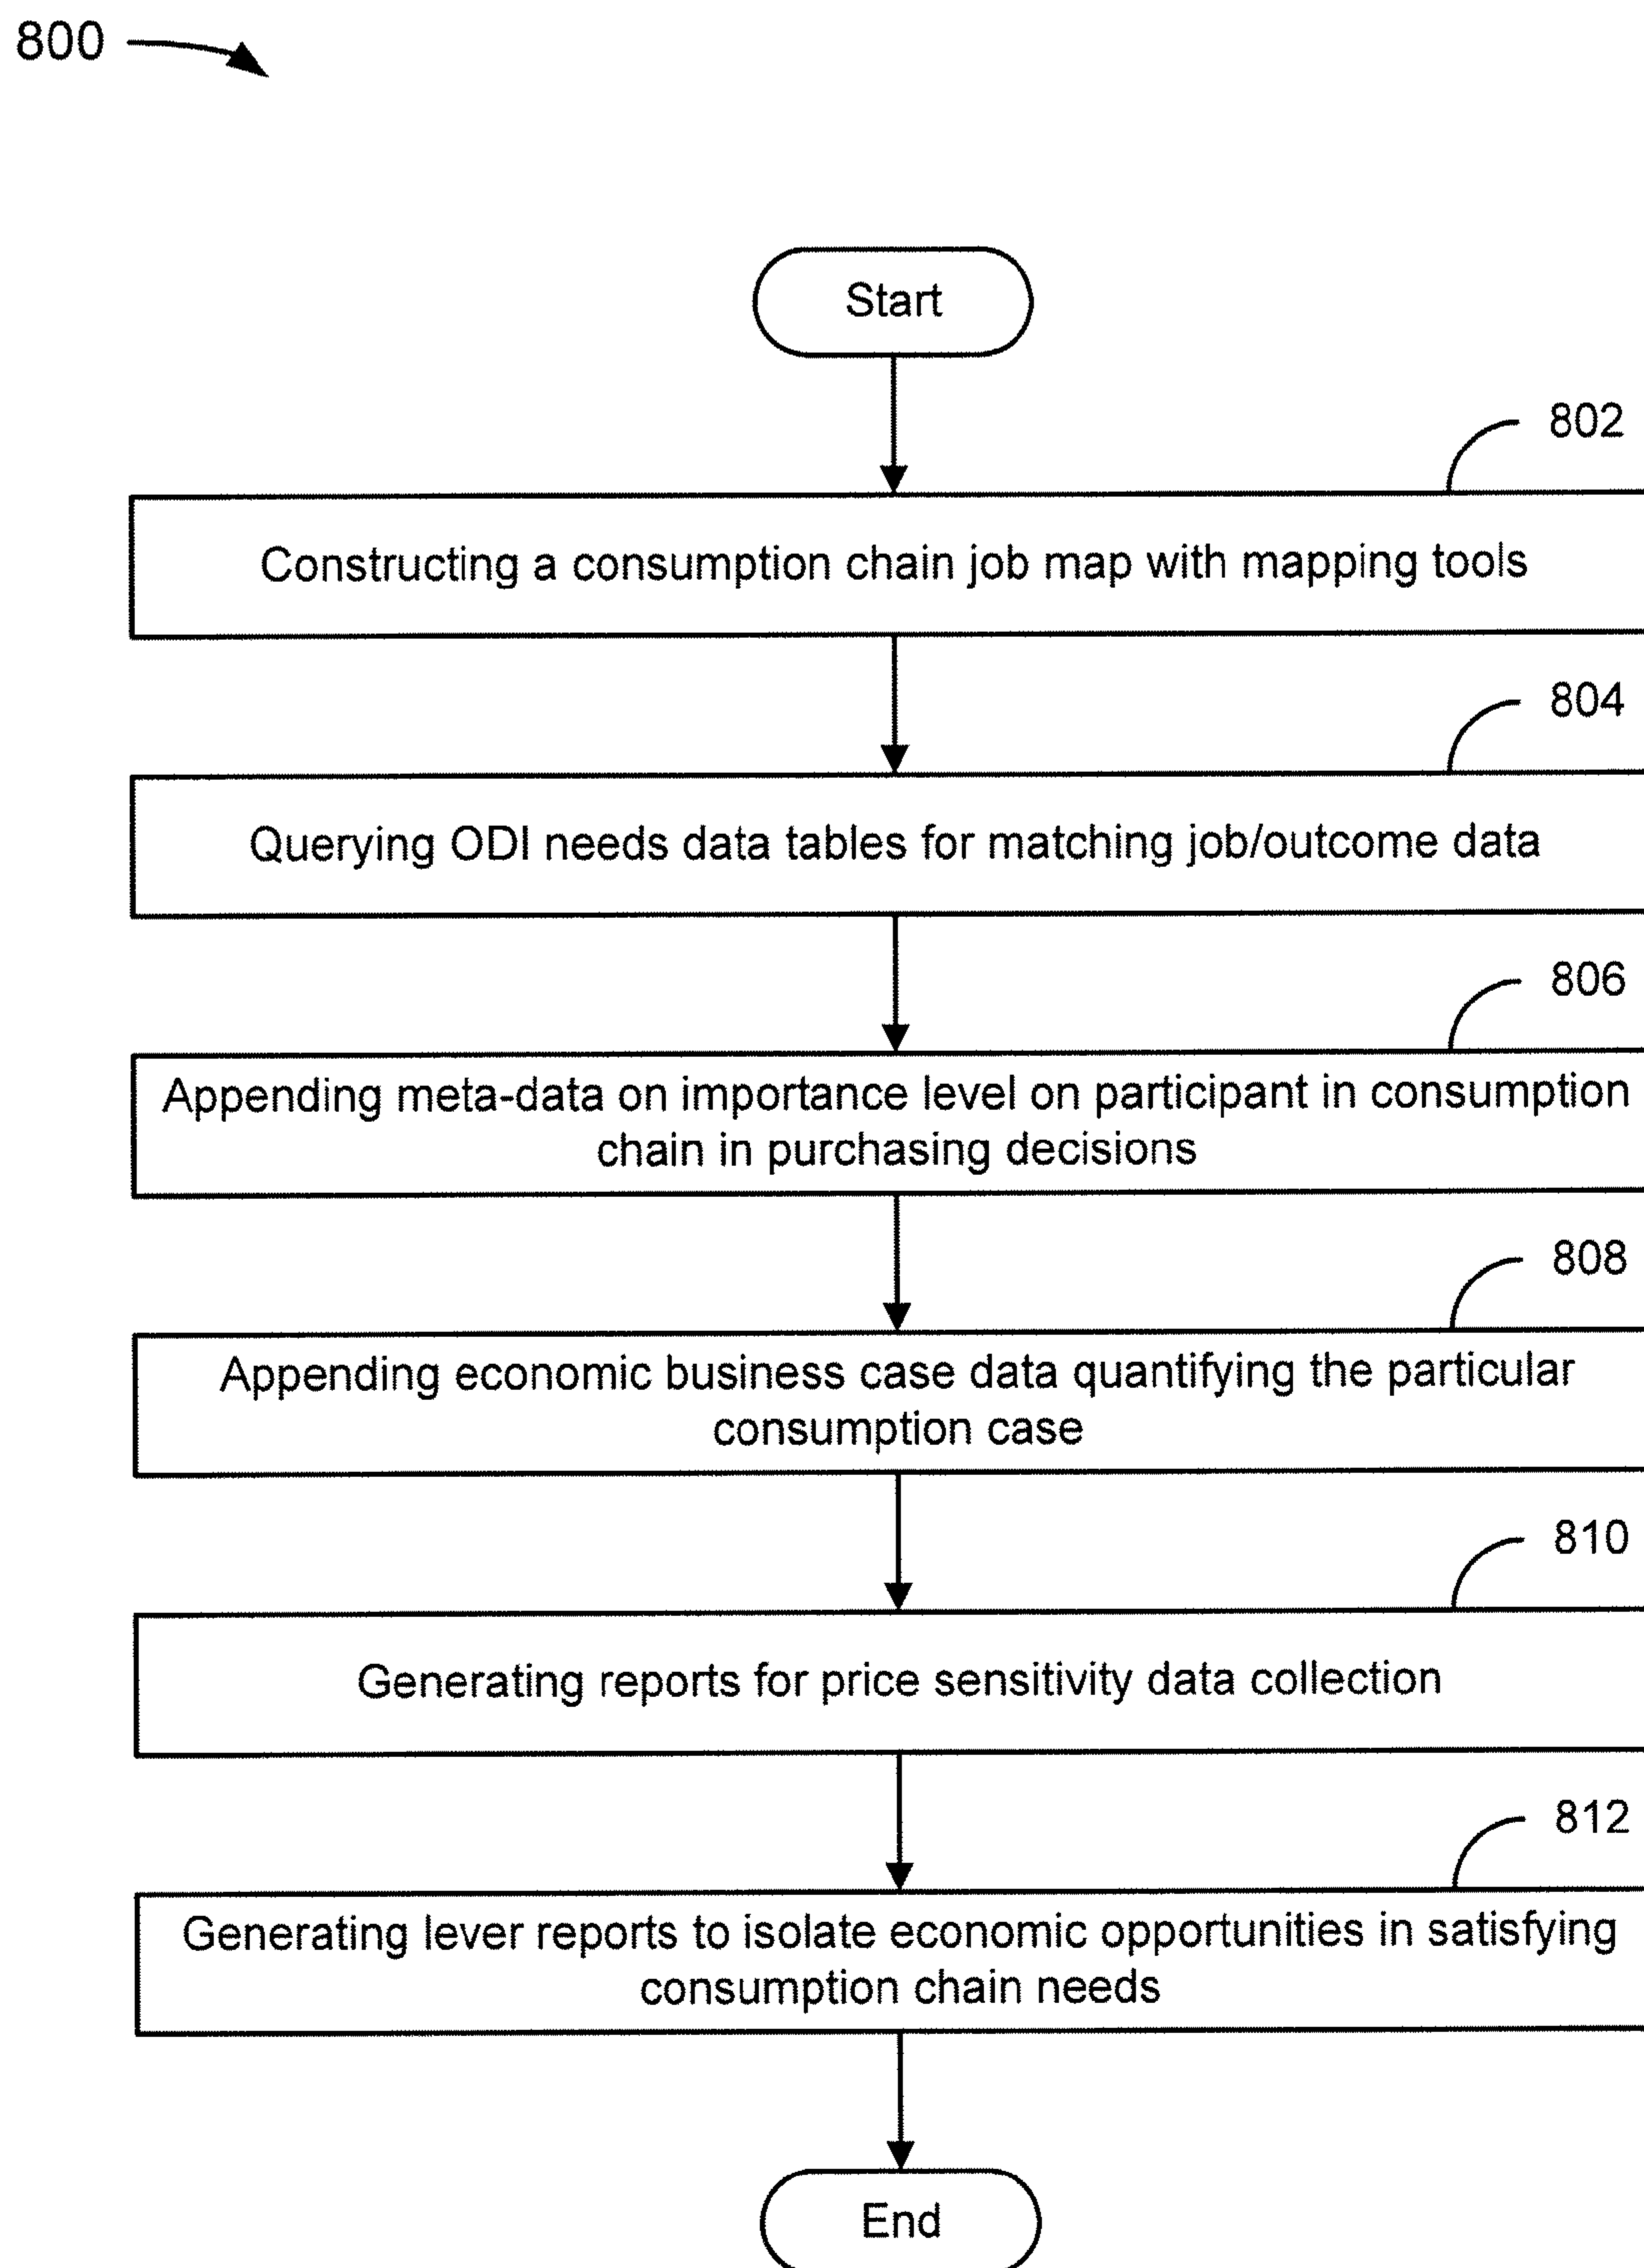 800
Start
802
Constructing a consumption chain job map with mapping tools
804
Querying ODI needs data tables for matching job/outcome data
806
Appending meta-data on importance level on participant in consumption
chain in purchasing decisions
808
Appending economic business case data quantifying the particular
consumption case
810
Generating reports for price sensitivity data collection
812
Generating lever reports to isolate economic opportunities in satisfying
consumption chain needs
End